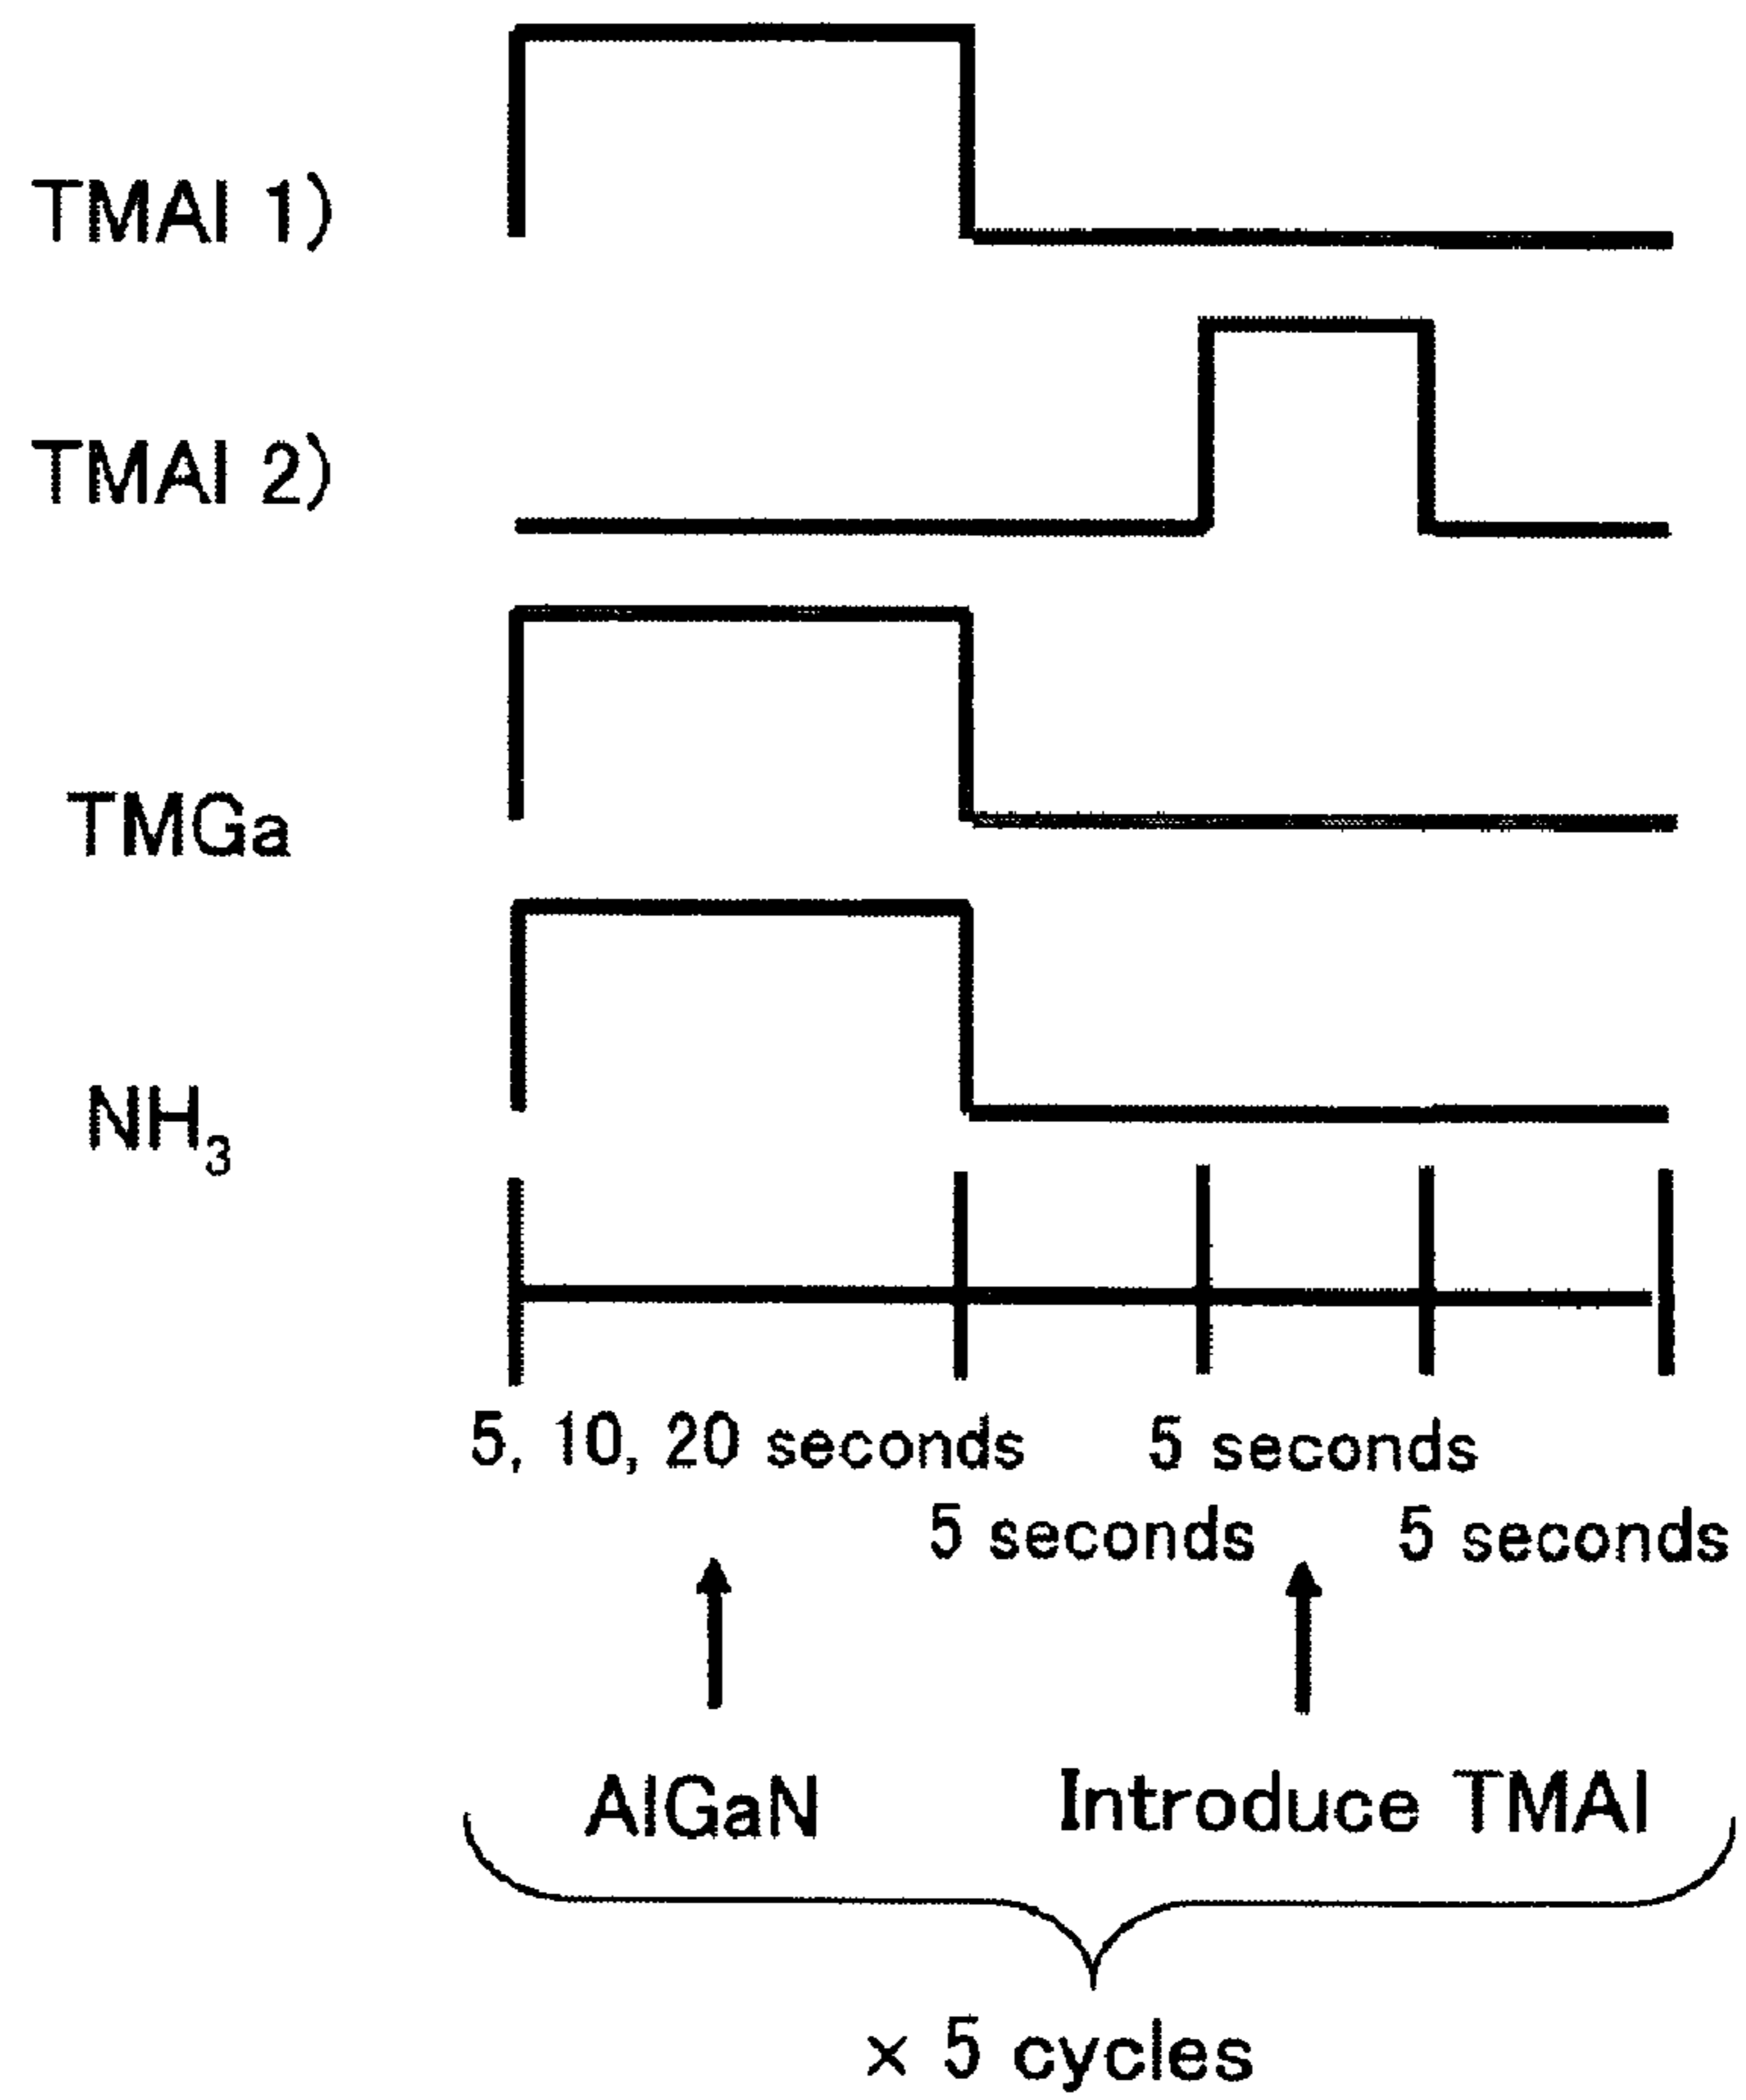 TMAl 1)
TMAl 2)
TMGa
NH3
5, 10, 20 seconds 5 seconds
5 seconds 5 seconds
AlGaN Introduce TMAl
× 5 cycles